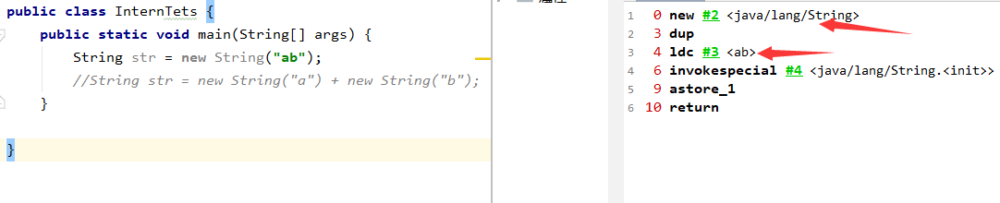 public class InternTets {
    public static void main(String[] args) {
        String str = new String("ab");
        //String str = new String("a") + new String("b");
    }
}
1 0 new #2 <java/lang/String>
2 3 dup
3 4 ldc #3 <ab>
4 6 invokespecial #4 <java/lang/String.<init>>
5 9 astore_1
6 10 return